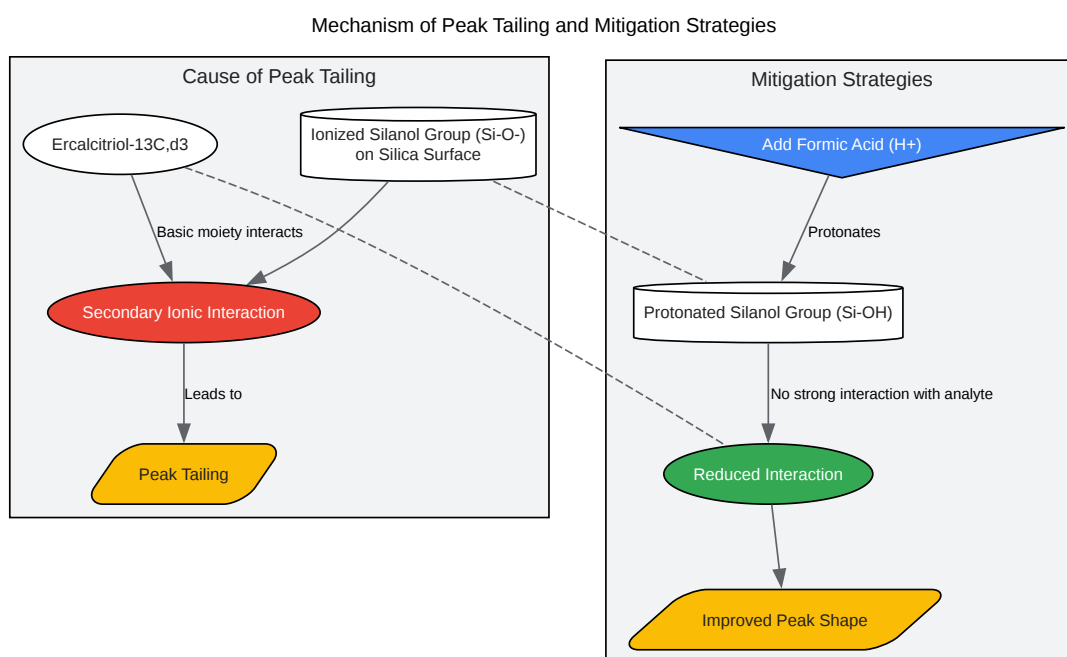 Mechanism of Peak Tailing and Mitigation Strategies
Cause of Peak Tailing
Ercalcitriol-13C,d3
Ionized Silanol Group (Si-O-)
on Silica Surface
Basic moiety interacts
Secondary Ionic Interaction
Leads to
Peak Tailing
Mitigation Strategies
Add Formic Acid (H+)
Protonates
Protonated Silanol Group (Si-OH)
No strong interaction with analyte
Reduced Interaction
Improved Peak Shape